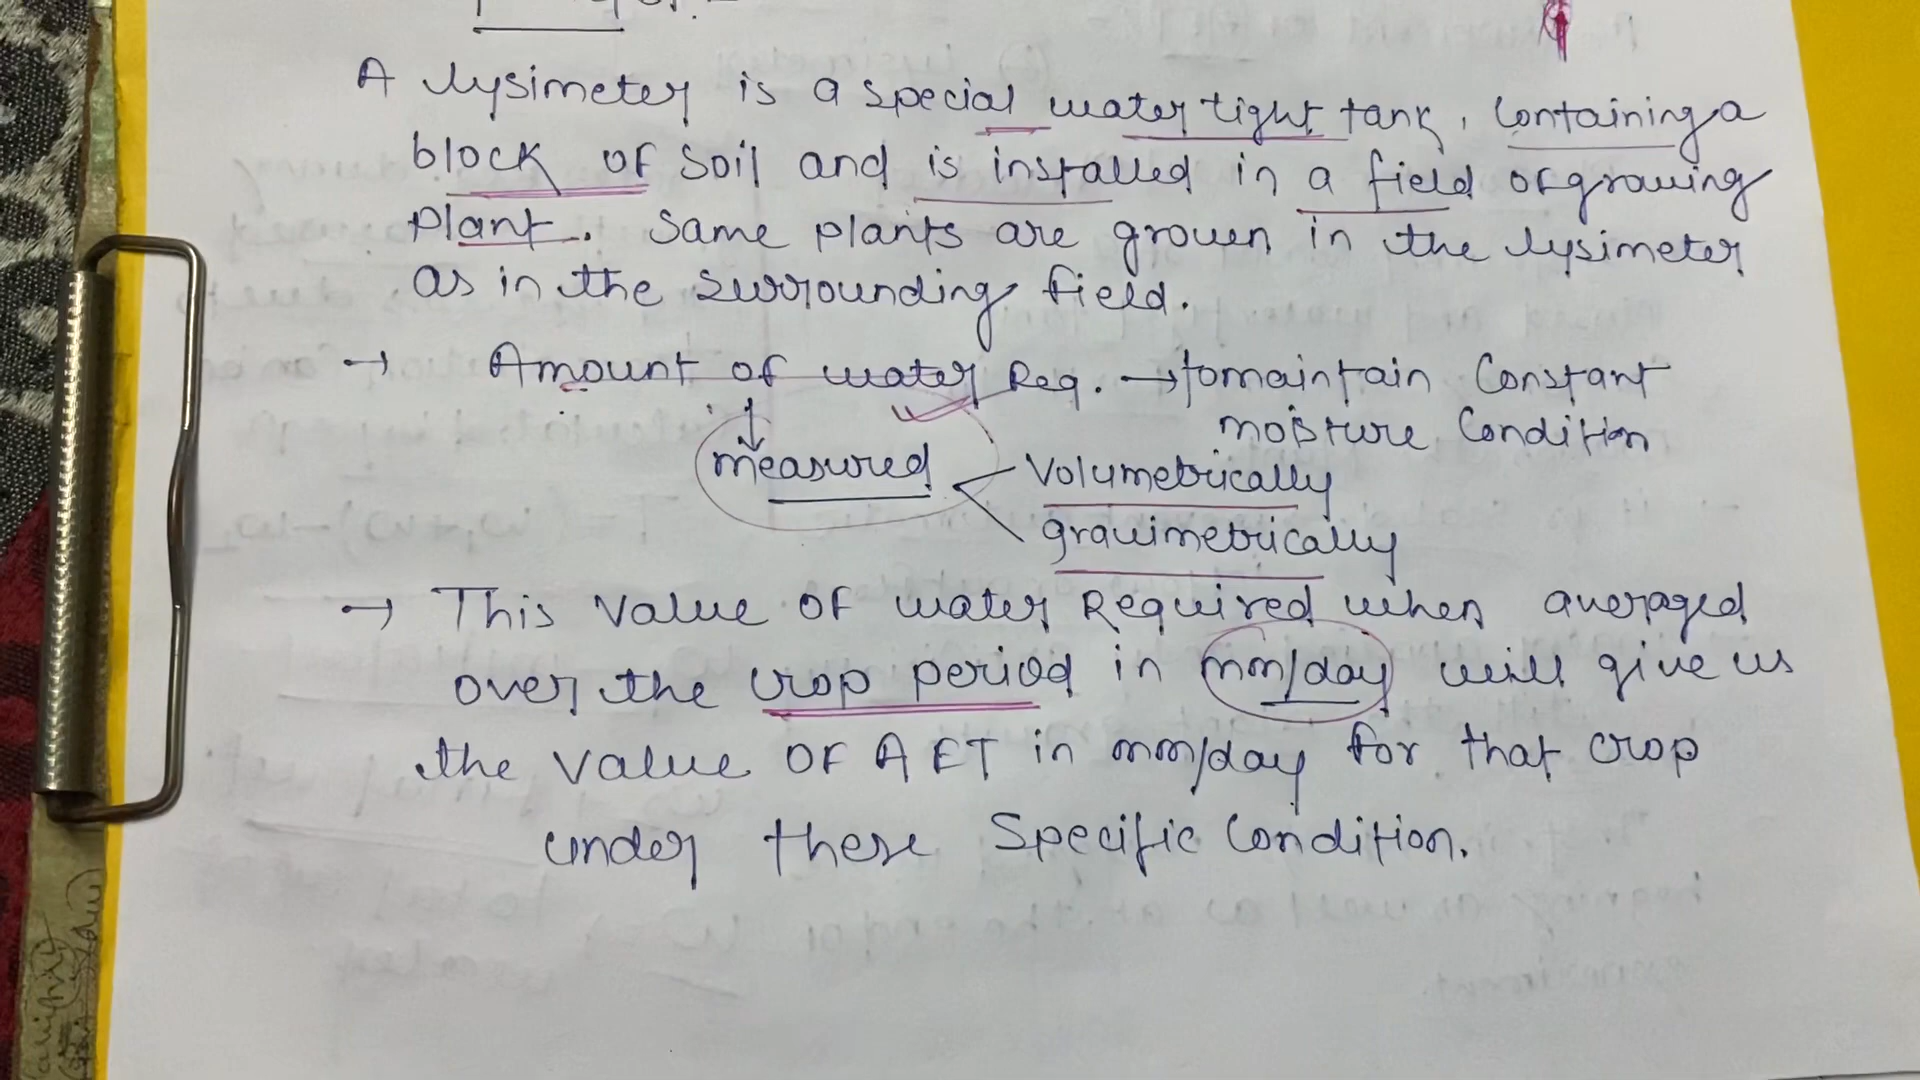 A lysimeter is a special water tight tank, Containing a
block of soil and is installed in a field of growing
plant. Same plants are growen in the lysimeter
as in the surrounding field.
→ Amount of water Req. → to maintain Constant
moisture Condition
↓
measured
Volumetrically
gravimetrically
→ This value of water Required when averaged
over the crop period in mm/day will give us
the value of AET in mm/day for that crop
under these Specific Condition.